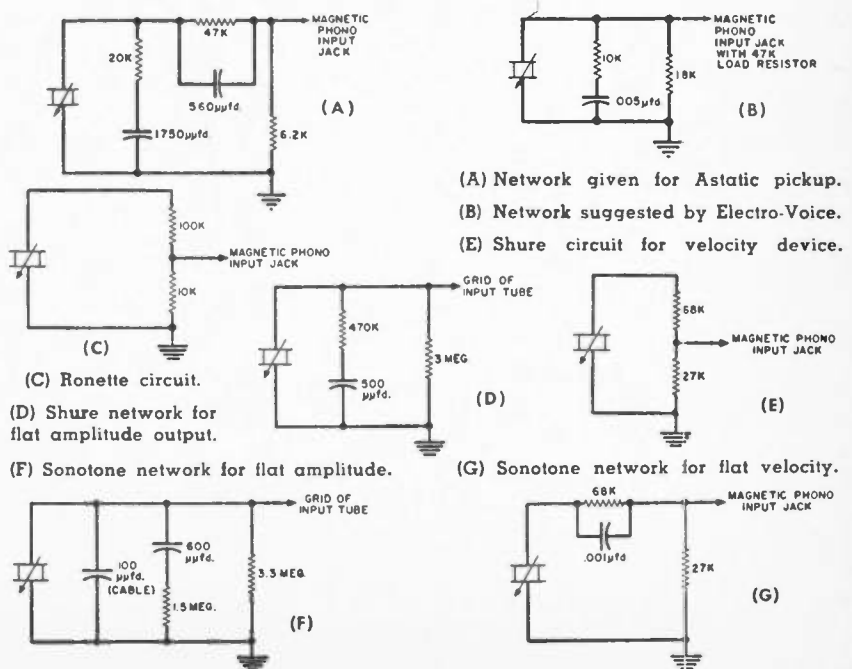 47K
MAGNETIC
PHONO
INPUT
JACK
20K
560µµfd.
(A)
1750µµfd.
6.2K
MAGNETIC
PHONO
INPUT JACK
WITH 47K
LOAD RESISTOR
10K
18K
.005µfd.
(B)
(A) Network given for Astatic pickup.
(B) Network suggested by Electro-Voice.
(E) Shure circuit for velocity device.
100K
MAGNETIC PHONO
INPUT JACK
10K
(C)
(C) Ronette circuit.
(D) Shure network for
flat amplitude output.
(F) Sonotone network for flat amplitude.
GRID OF
INPUT TUBE
470K
3 MEG.
500
µµfd.
(D)
68K
MAGNETIC PHONO
INPUT JACK
27K
(E)
(G) Sonotone network for flat velocity.
GRID OF
INPUT TUBE
100
µµfd.
(CABLE)
600
µµfd.
1.5 MEG.
3.3 MEG.
(F)
68K
MAGNETIC PHONO
INPUT JACK
.001µfd
27K
(G)